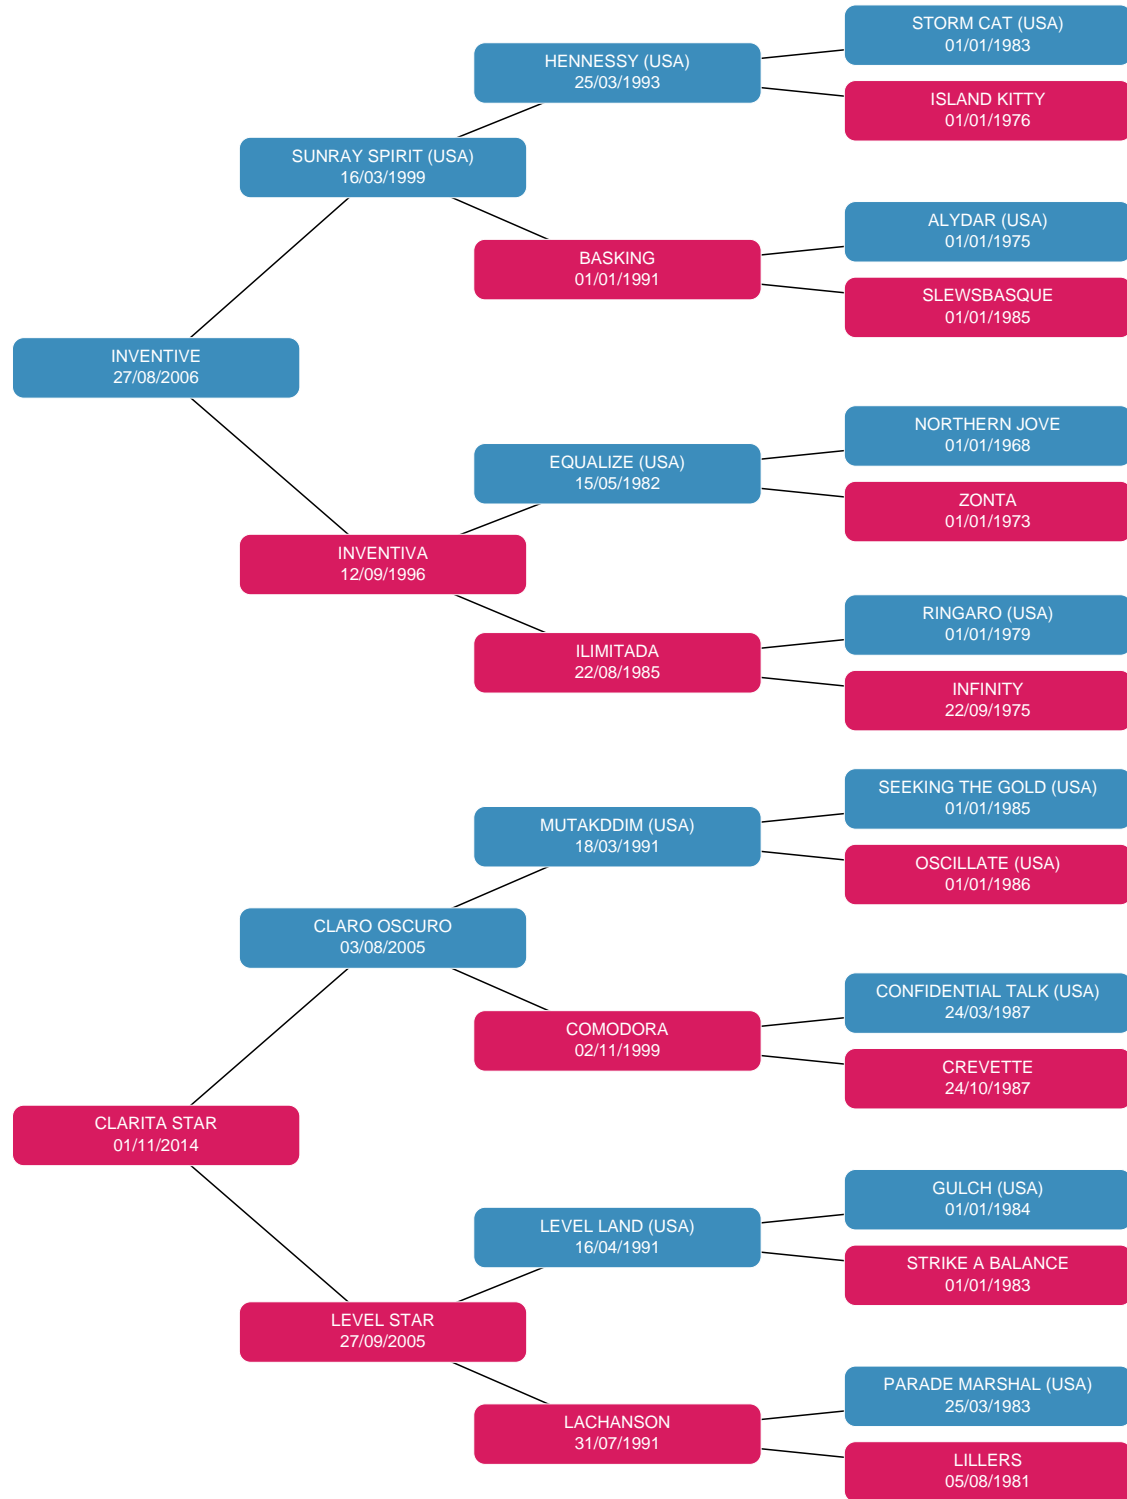 STORM CAT (USA)
01/01/1983
HENNESSY (USA)
25/03/1993
ISLAND KITTY
01/01/1976
SUNRAY SPIRIT (USA)
16/03/1999
ALYDAR (USA)
01/01/1975
BASKING
01/01/1991
SLEWSBASQUE
01/01/1985
INVENTIVE
27/08/2006
NORTHERN JOVE
01/01/1968
EQUALIZE (USA)
15/05/1982
ZONTA
01/01/1973
INVENTIVA
12/09/1996
RINGARO (USA)
01/01/1979
ILIMITADA
22/08/1985
INFINITY
22/09/1975
SEEKING THE GOLD (USA)
01/01/1985
MUTAKDDIM (USA)
18/03/1991
OSCILLATE (USA)
01/01/1986
CLARO OSCURO
03/08/2005
CONFIDENTIAL TALK (USA)
24/03/1987
COMODORA
02/11/1999
CREVETTE
24/10/1987
CLARITA STAR
01/11/2014
GULCH (USA)
01/01/1984
LEVEL LAND (USA)
16/04/1991
STRIKE A BALANCE
01/01/1983
LEVEL STAR
27/09/2005
PARADE MARSHAL (USA)
25/03/1983
LACHANSON
31/07/1991
LILLERS
05/08/1981